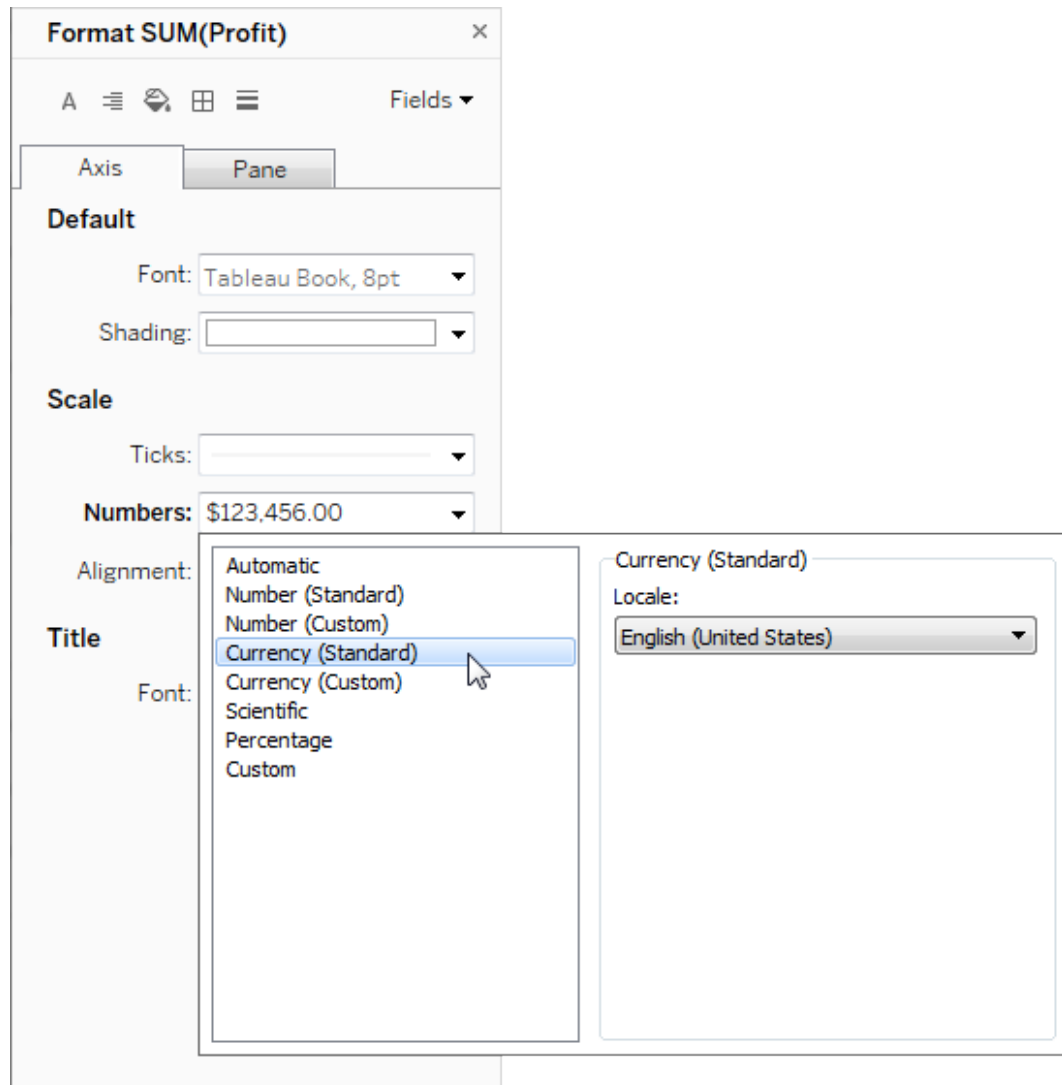 Format SUM(Profit)
A
Fields
Axis
Pane
Default
Font: Tableau Book, 8pt
Shading:
Scale
Ticks:
Numbers: $123,456.00
Alignment:
Title
Font:
Automatic
Number (Standard)
Number (Custom)
Currency (Standard)
Currency (Custom)
Scientific
Percentage
Custom
Currency (Standard)
Locale:
English (United States)